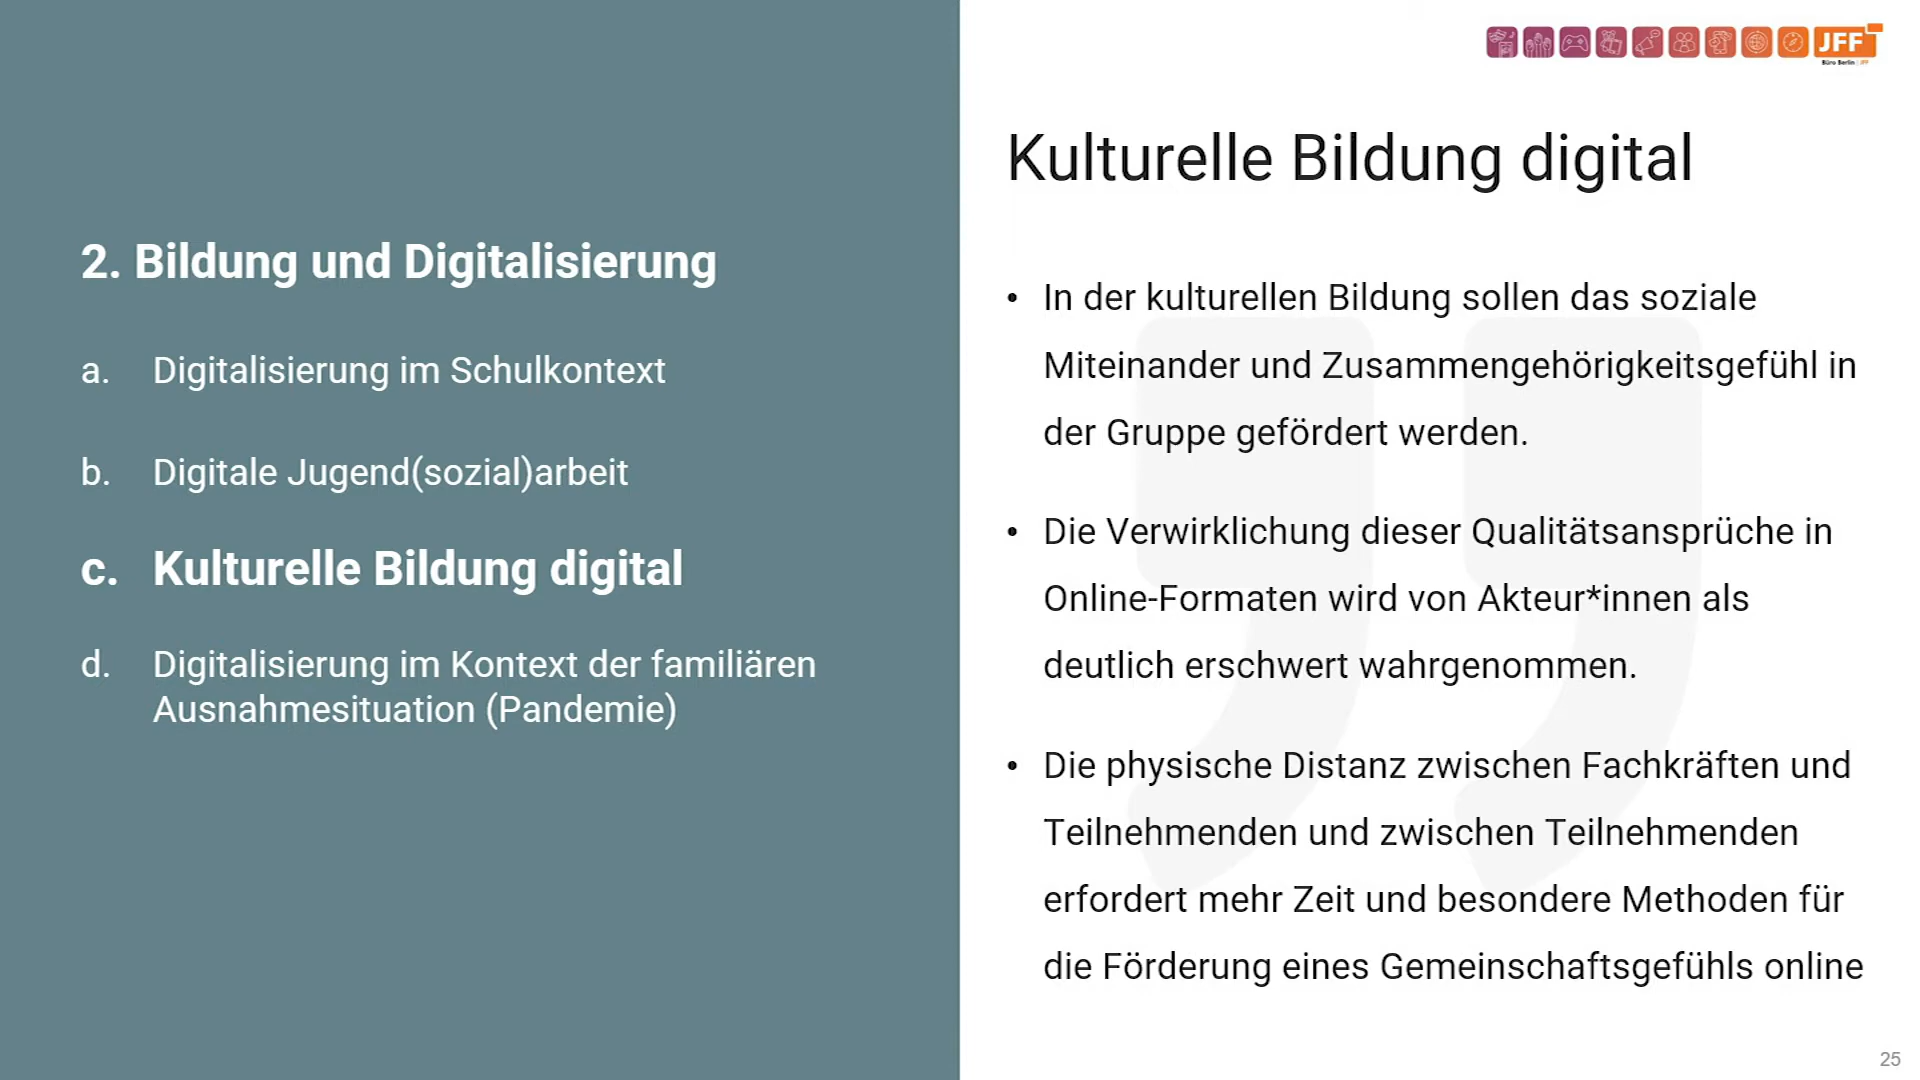 JFF
Büro Berlin | JFF
2. Bildung und Digitalisierung
a. Digitalisierung im Schulkontext
b. Digitale Jugend(sozial)arbeit
c. Kulturelle Bildung digital
d. Digitalisierung im Kontext der familiären
Ausnahmesituation (Pandemie)
Kulturelle Bildung digital
• In der kulturellen Bildung sollen das soziale
Miteinander und Zusammengehörigkeitsgefühl in
der Gruppe gefördert werden.
• Die Verwirklichung dieser Qualitätsansprüche in
Online-Formaten wird von Akteur*innen als
deutlich erschwert wahrgenommen.
• Die physische Distanz zwischen Fachkräften und
Teilnehmenden und zwischen Teilnehmenden
erfordert mehr Zeit und besondere Methoden für
die Förderung eines Gemeinschaftsgefühls online
25